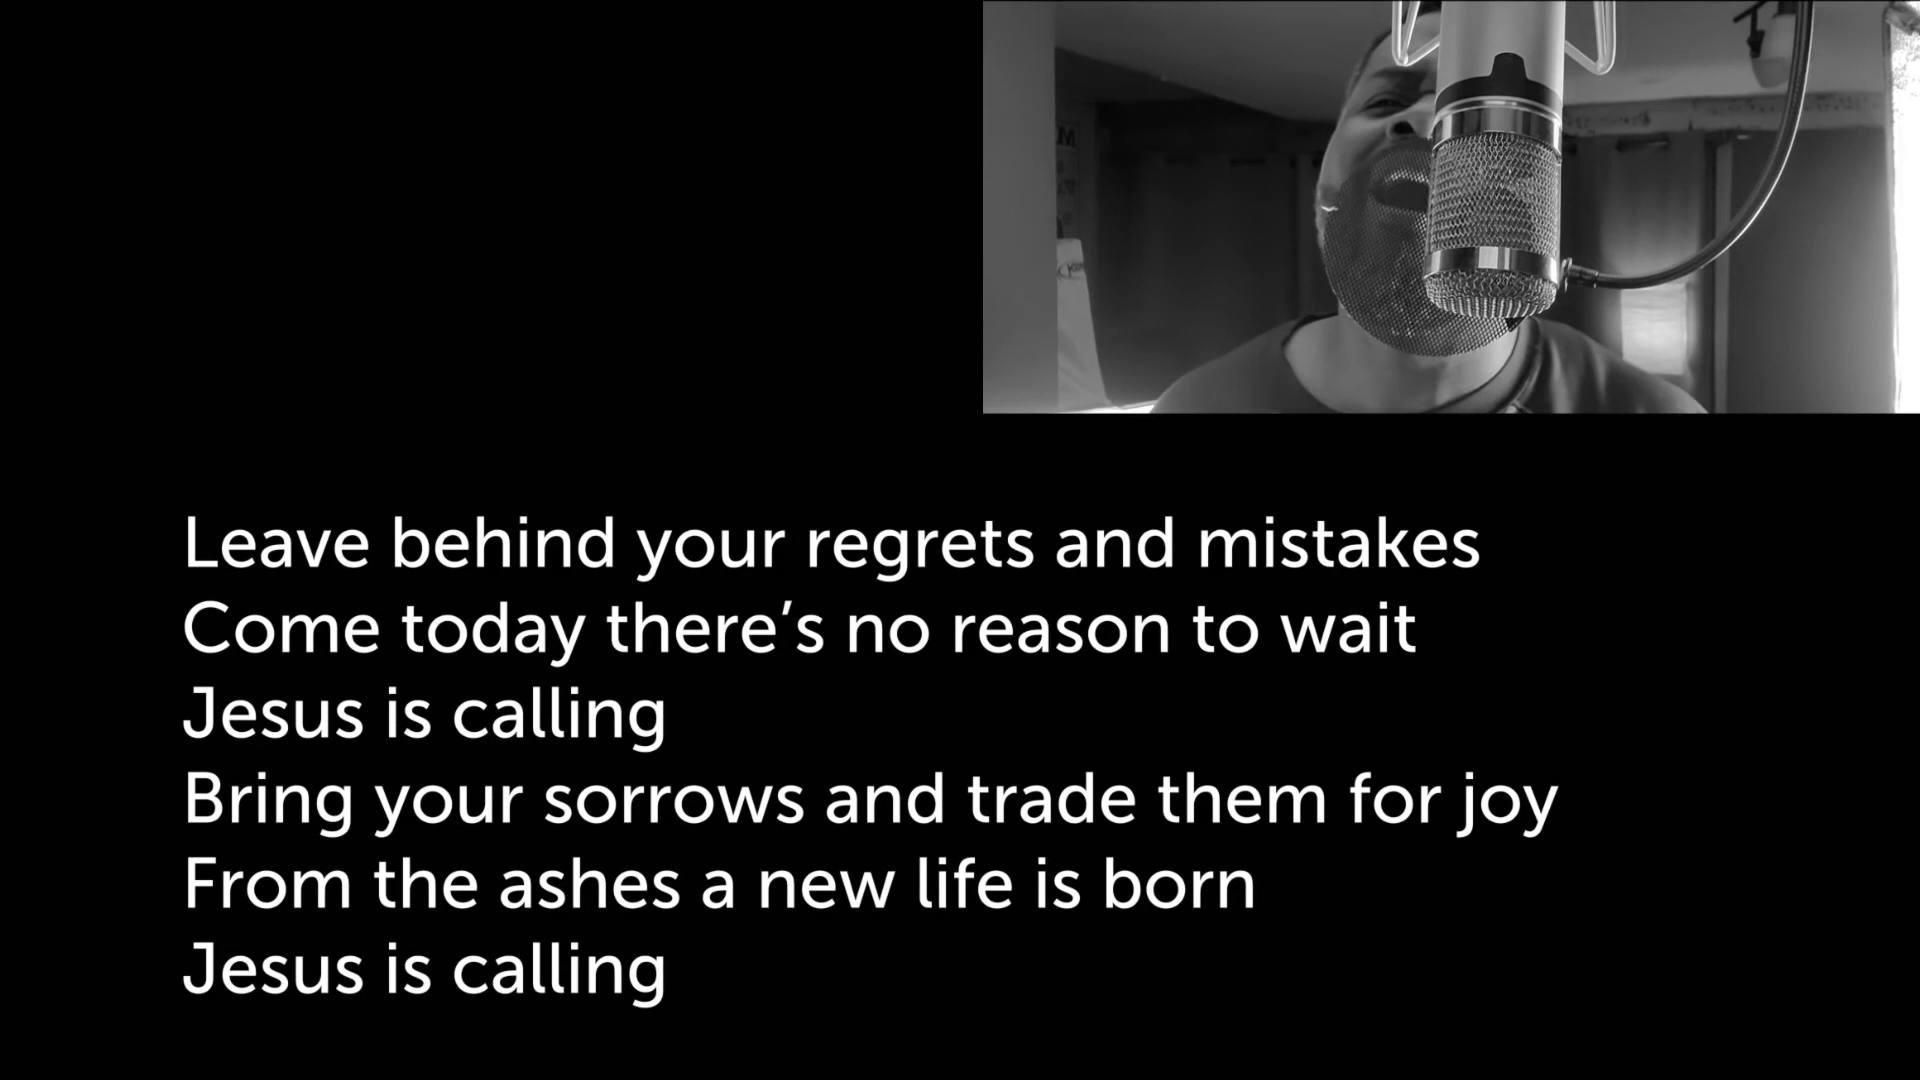 Leave behind your regrets and mistakes
Come today there’s no reason to wait
Jesus is calling
Bring your sorrows and trade them for joy
From the ashes a new life is born
Jesus is calling